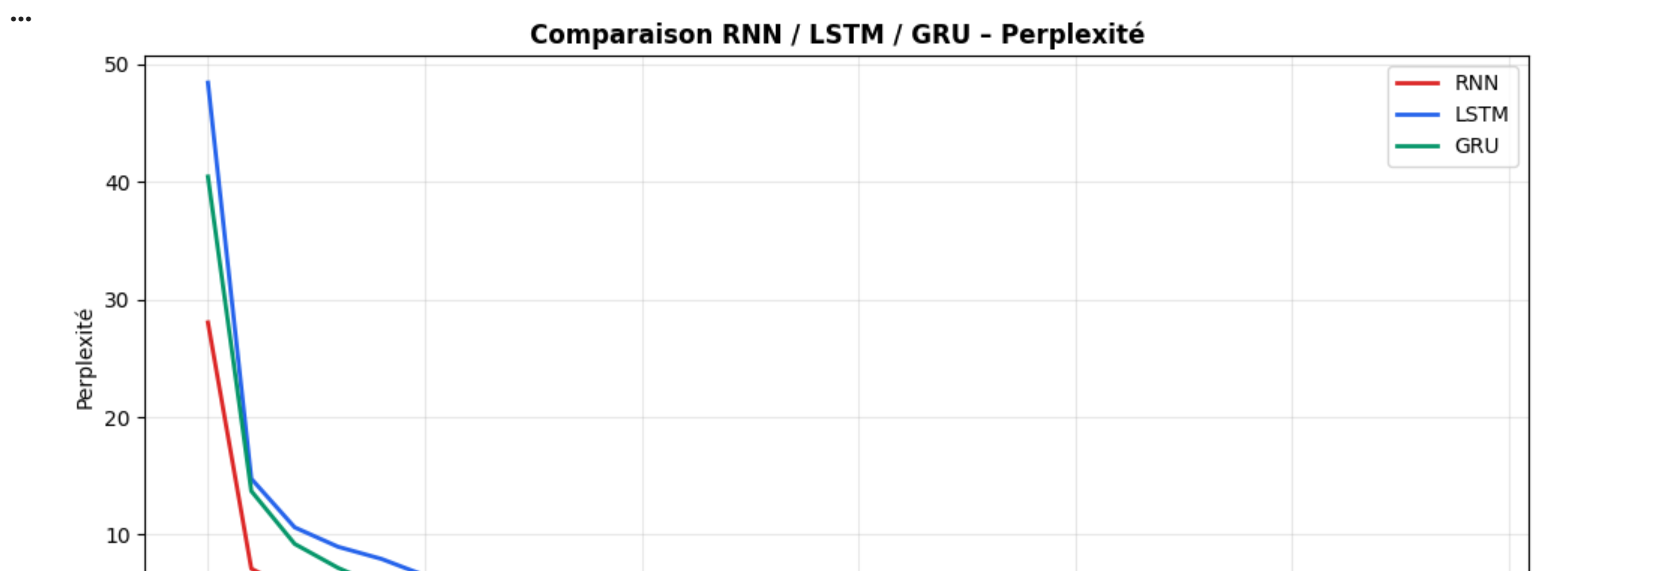 ...
Comparaison RNN / LSTM / GRU – Perplexité
50
40
30
20
10
Perplexité
RNN
LSTM
GRU